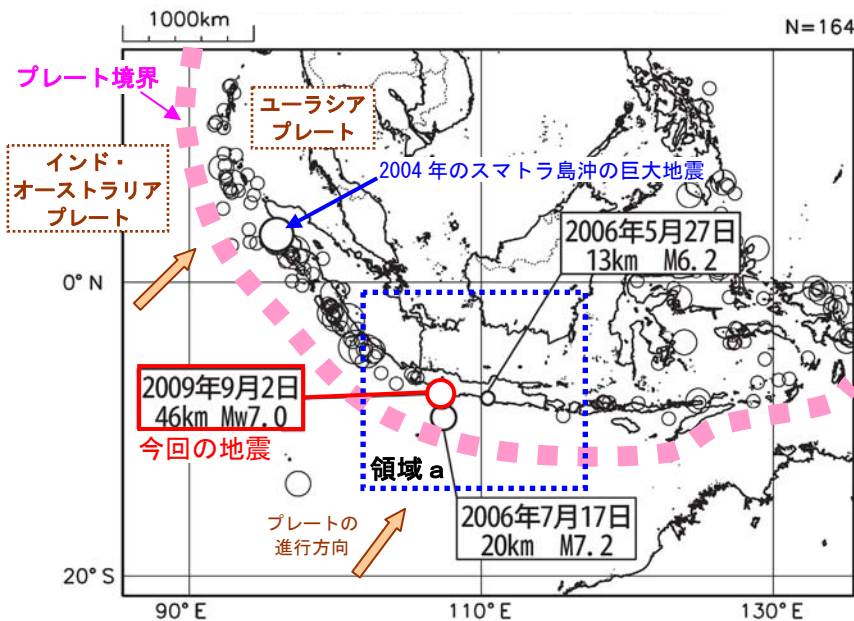 1000km
N=164
プレート境界
ユーラシア
プレート
インド・
オーストラリア
プレート
2004年のスマトラ島沖の巨大地震
2006年5月27日
13km M6.2
0°N
2009年9月2日
46km Mw7.0
今回の地震
領域a
プレートの
進行方向
2006年7月17日
20km M7.2
20°S
90°E
110°E
130°E